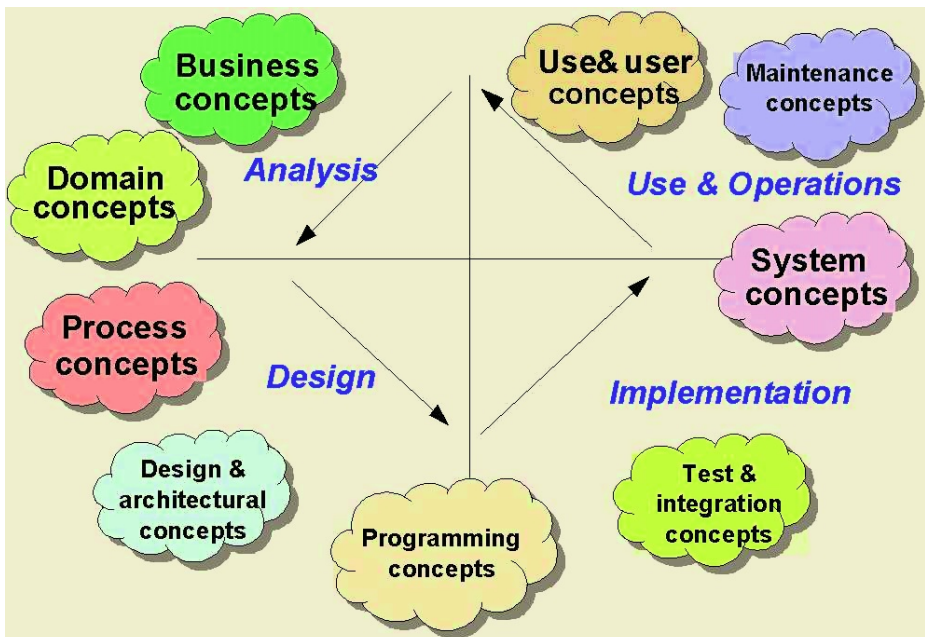 Business
concepts
Use& user
concepts
Maintenance
concepts
Analysis
Use & Operations
Domain
concepts
System
concepts
Process
concepts
Design
Implementation
Design &
architectural
concepts
Programming
concepts
Test &
integration
concepts